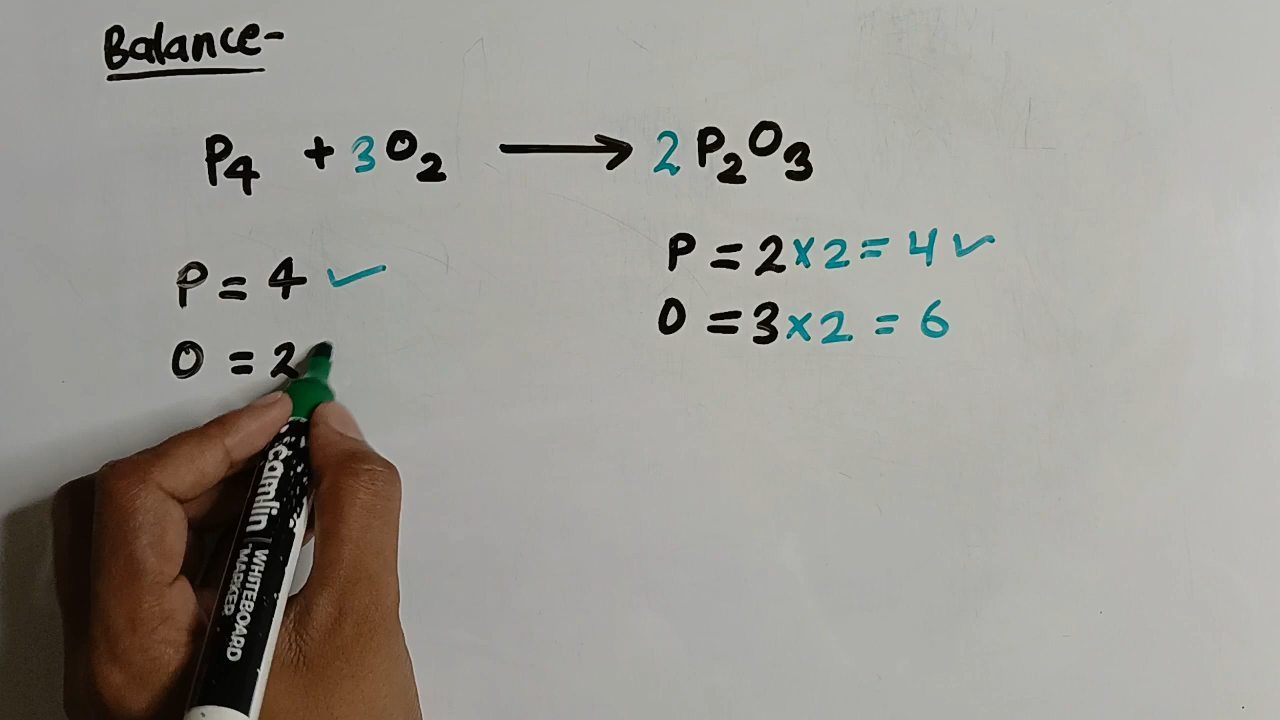 Balance-
P4 + 3O2 → 2P2O3
P = 4 ✓
O = 2
P = 2×2 = 4 ✓
O = 3×2 = 6
camlin WHITEBOARD MARKER